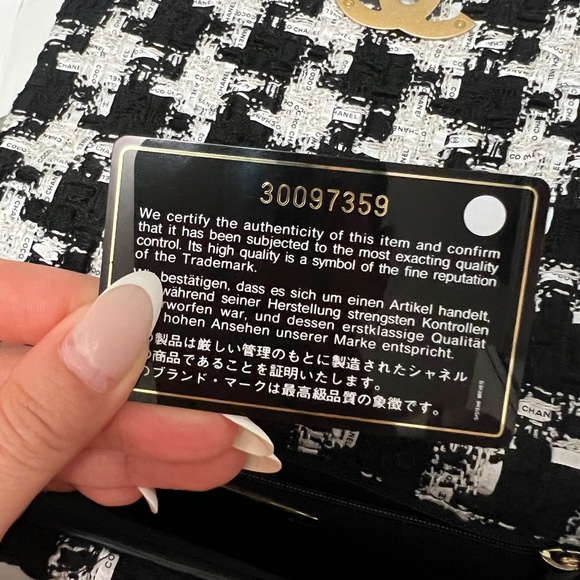 30097359
We certify the authenticity of this item and confirm
that it has been subjected to the most exacting quality
control. Its high quality is a symbol of the fine reputation
of the Trademark.
bestätigen, dass es sich um einen Artikel handelt,
während seiner Herstellung strengsten Kontrollen
worfen war, und dessen erstklassige Qualität
hohen Ansehen unserer Marke entspricht.
製品は厳しい管理のもとに製造されたシャネル
商品であることを証明いたします。
ブランド・マークは最高級品質の象徴です。
CHANEL
CHAN